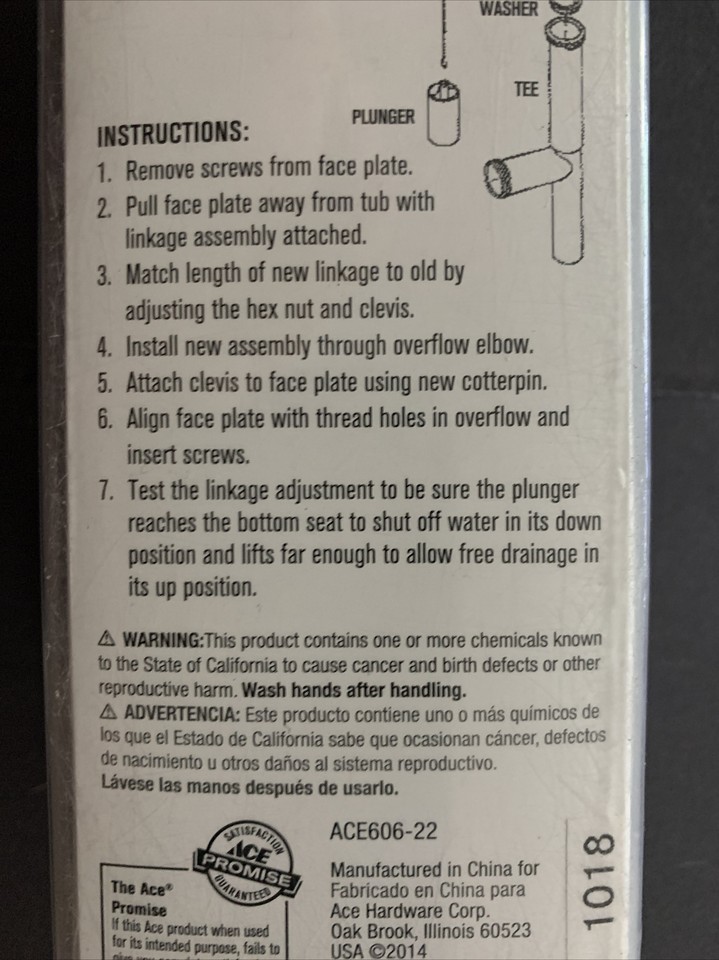 WASHER
TEE
PLUNGER
INSTRUCTIONS:
1. Remove screws from face plate.
2. Pull face plate away from tub with
linkage assembly attached.
3. Match length of new linkage to old by
adjusting the hex nut and clevis.
4. Install new assembly through overflow elbow.
5. Attach clevis to face plate using new cotterpin.
6. Align face plate with thread holes in overflow and
insert screws.
7. Test the linkage adjustment to be sure the plunger
reaches the bottom seat to shut off water in its down
position and lifts far enough to allow free drainage in
its up position.
⚠ WARNING:This product contains one or more chemicals known
to the State of California to cause cancer and birth defects or other
reproductive harm. Wash hands after handling.
⚠ ADVERTENCIA: Este producto contiene uno o más químicos de
los que el Estado de California sabe que ocasionan cáncer, defectos
de nacimiento u otros daños al sistema reproductivo.
Lávese las manos después de usarlo.
SATISFACTION
ACE
PROMISE
GUARANTEED
The Ace®
Promise
If this Ace product when used
for its intended purpose, fails to
ACE606-22
Manufactured in China for
Fabricado en China para
Ace Hardware Corp.
Oak Brook, Illinois 60523
USA ©2014
1018